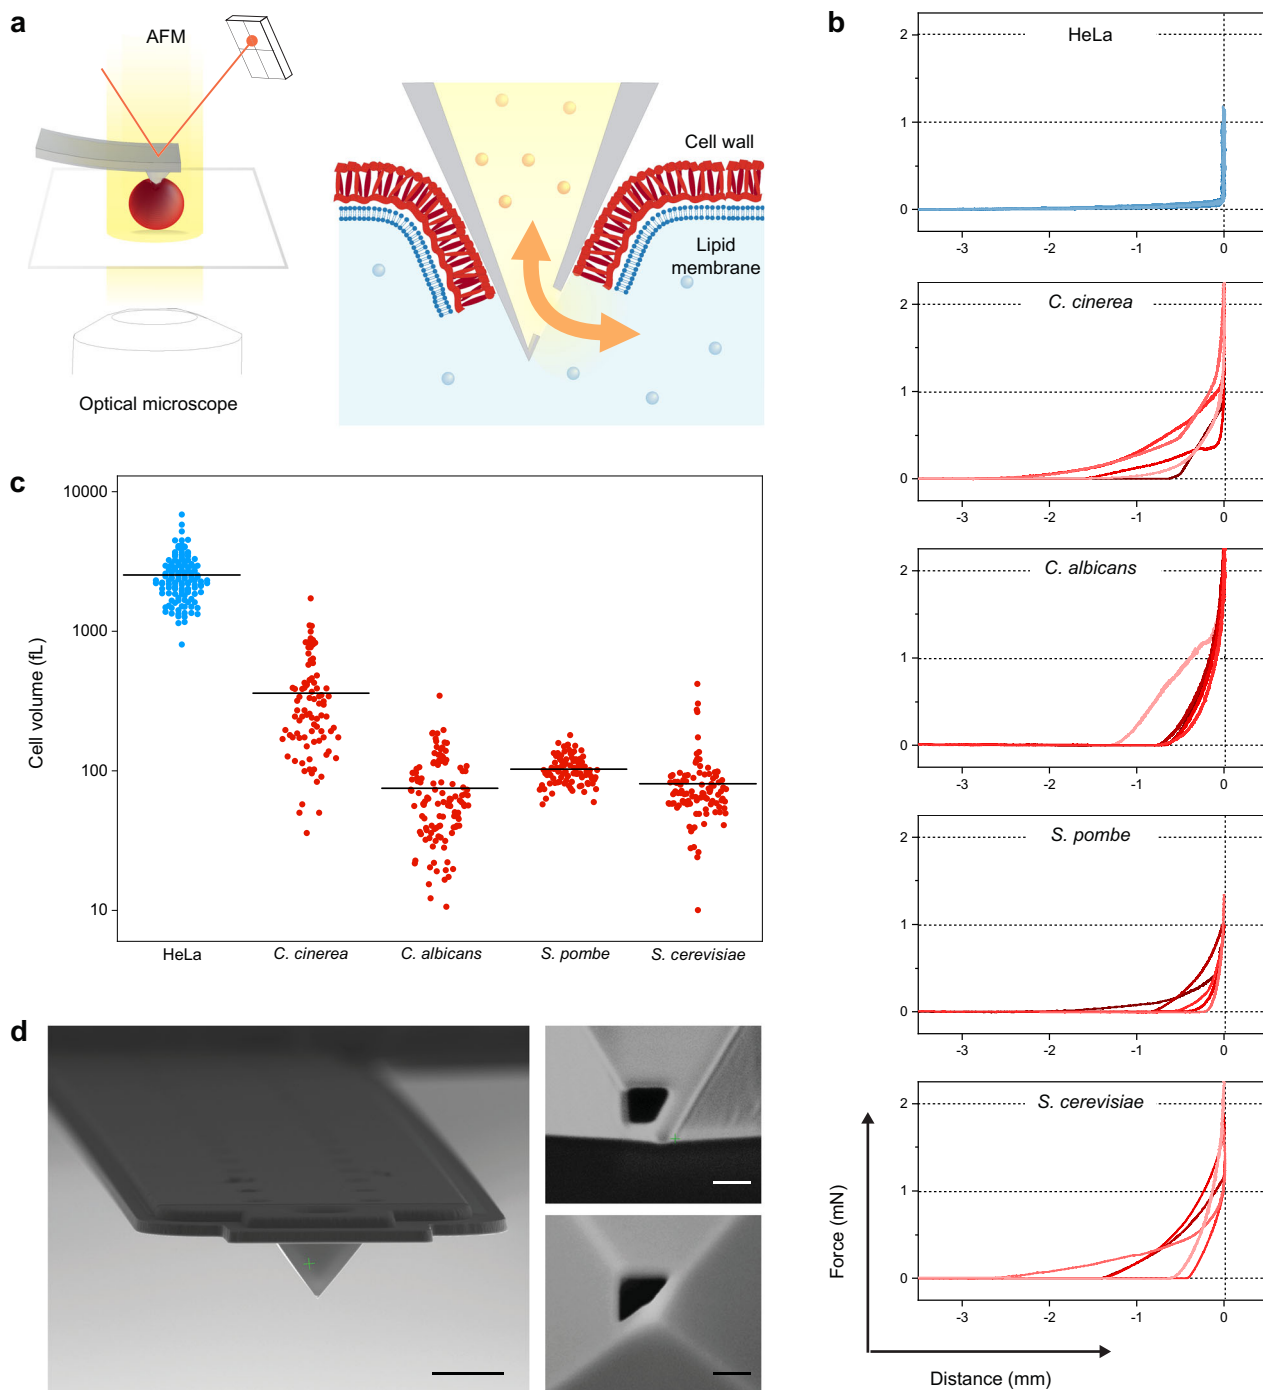 a
AFM
Cell wall
Lipid
membrane
Optical microscope
b
HeLa
2
1
0
-3
-2
-1
0
C. cinerea
2
1
0
-3
-2
-1
0
C. albicans
2
1
0
-3
-2
-1
0
S. pombe
2
1
0
-3
-2
-1
0
S. cerevisiae
2
1
0
-3
-2
-1
0
Force (mN)
Distance (mm)
c
10000
1000
100
10
Cell volume (fL)
HeLa
C. cinerea
C. albicans
S. pombe
S. cerevisiae
d